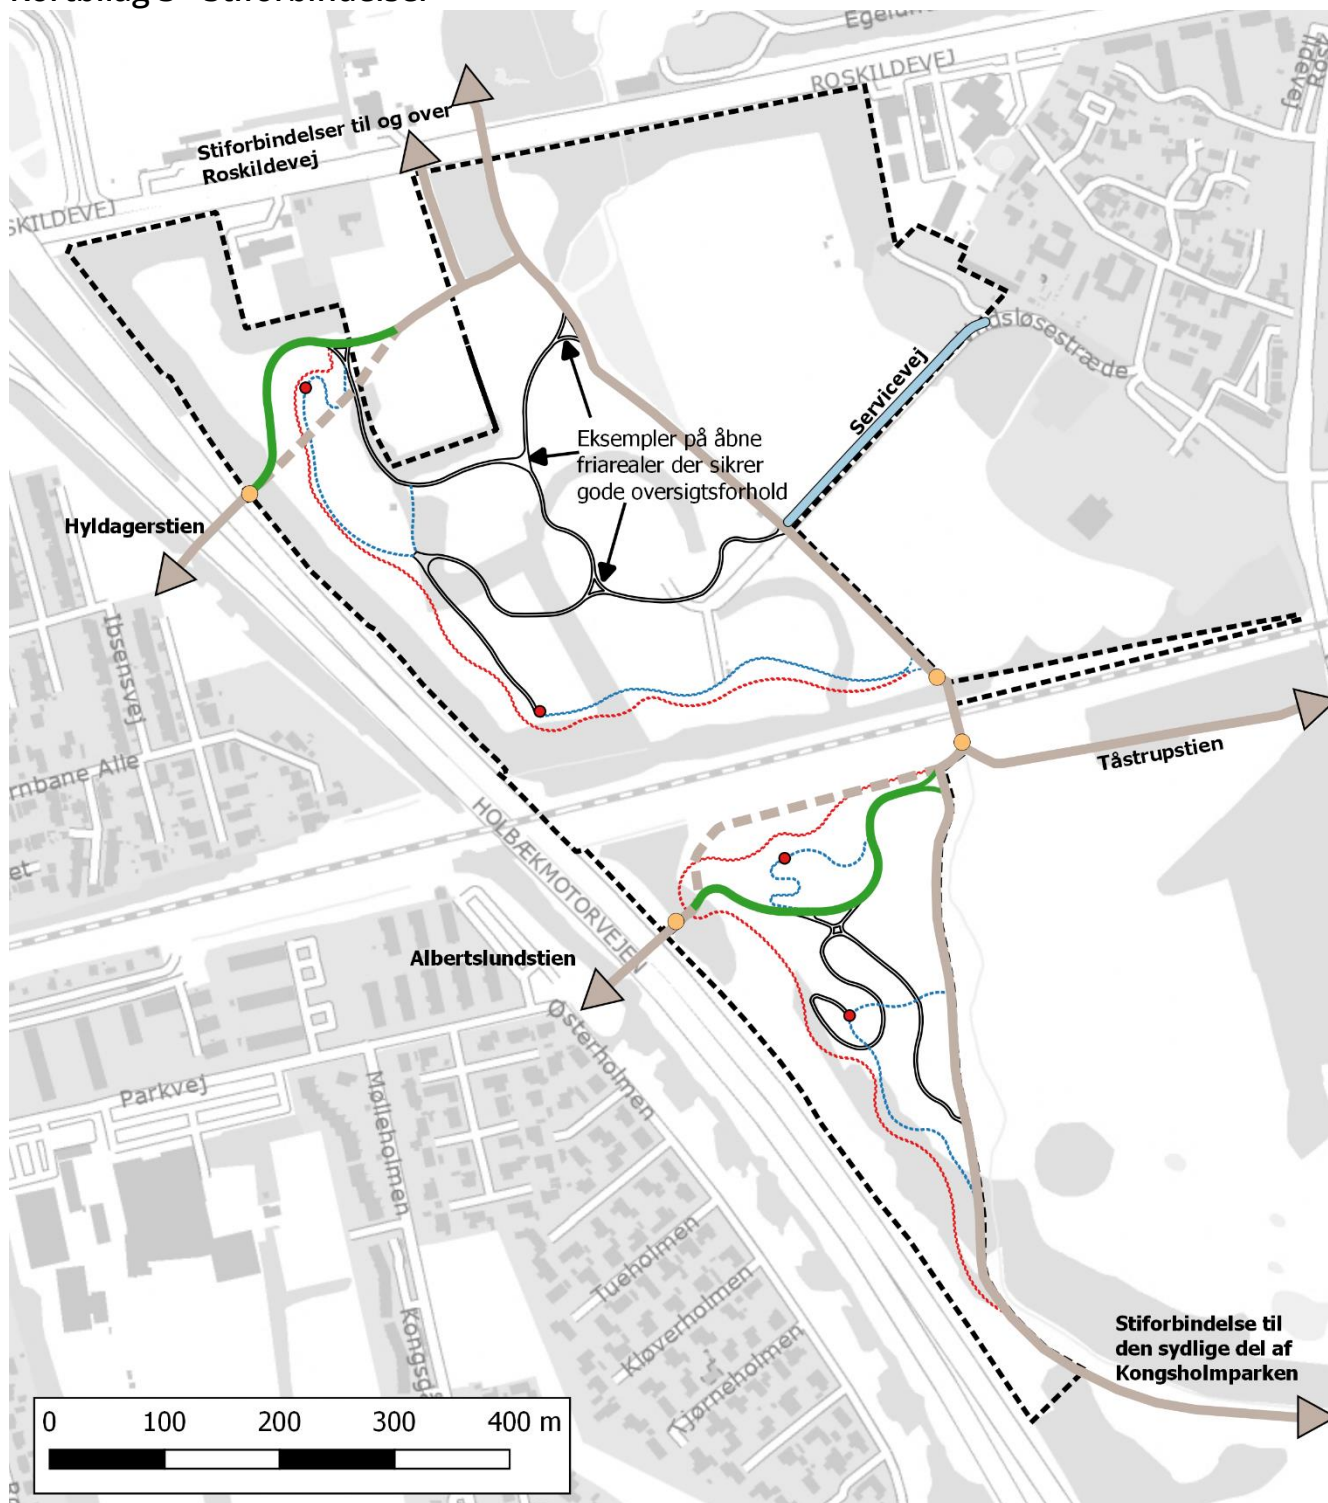 Egelund
ROSKILDEVEJ
Stiforbindelser til og over
Roskildevej
SKILDEVEJ
Servicevej
Eksempler på åbne
friarealer der sikrer
gode oversigtsforhold
Hyldagerstien
Ibsensvej
rnbane Alle
et
Tåstrupstien
HOLBÆKMOTORVEJEN
Albertslundstien
Østerholmen
Parkvej
Mølleholmen
Tueholmen
Kløverholmen
Tjørneholmen
Kongsg
Stiforbindelse til
den sydlige del af
Kongsholmparken
0 100 200 300 400 m